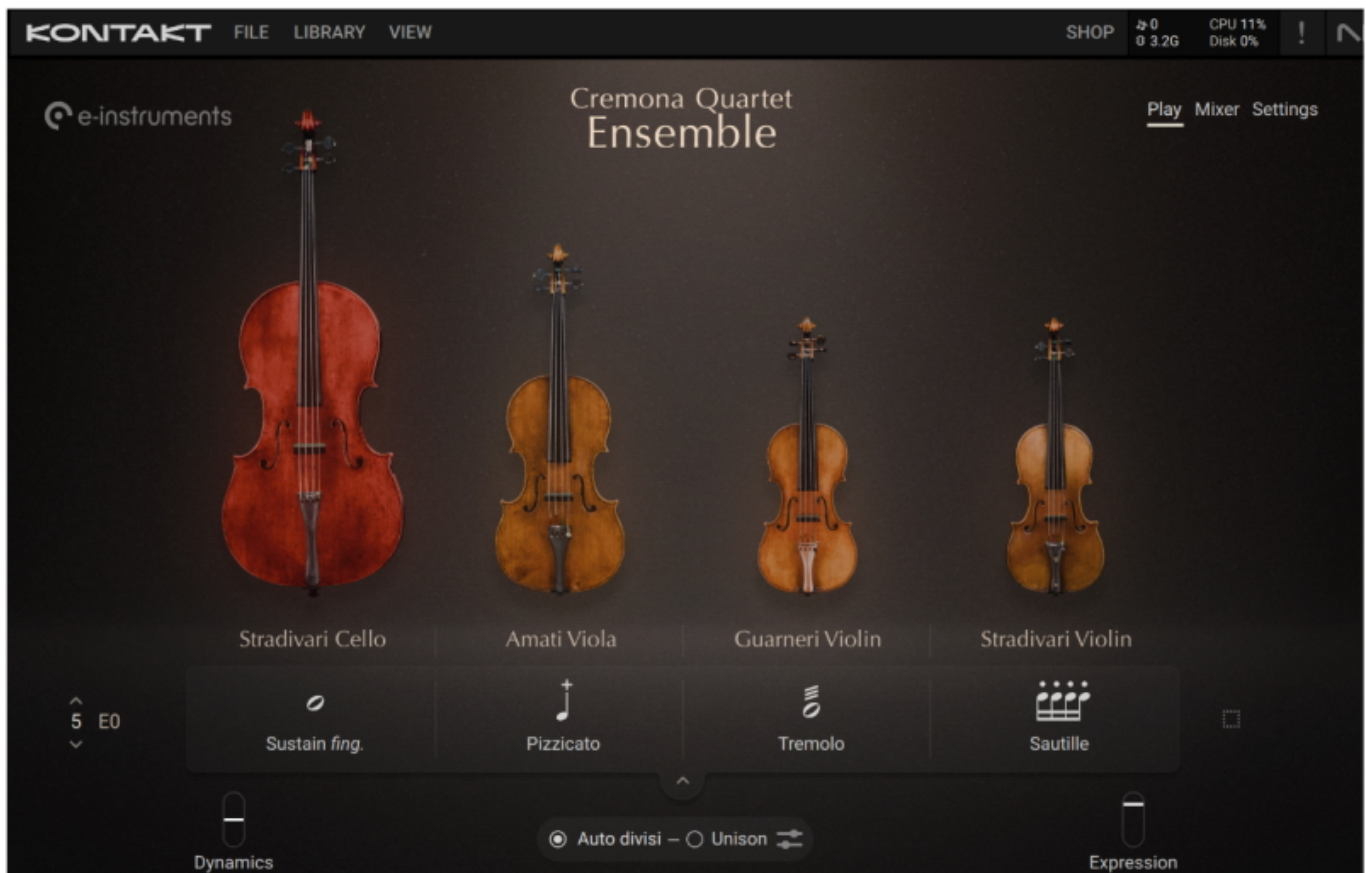 KONTAKT FILE LIBRARY VIEW SHOP 0 CPU 11%
3.2G Disk 0%
e-instruments
Cremona Quartet
Ensemble
Play Mixer Settings
Stradivari Cello Amati Viola Guarneri Violin Stradivari Violin
5 E0
Sustain fing. Pizzicato Tremolo Sautille
Auto divisi – Unison
Dynamics Expression